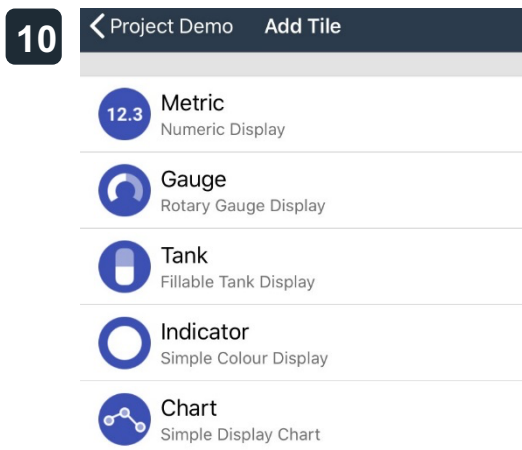 10
Project Demo Add Tile
12.3
Metric
Numeric Display
Gauge
Rotary Gauge Display
Tank
Fillable Tank Display
Indicator
Simple Colour Display
Chart
Simple Display Chart